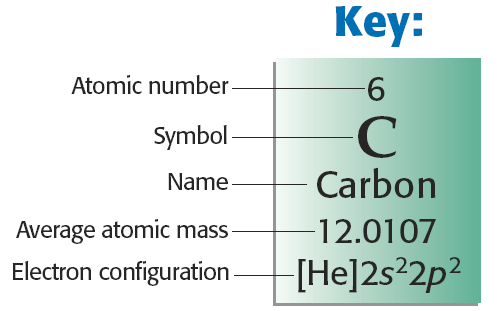 Key:
Atomic number 6
Symbol C
Name Carbon
Average atomic mass 12.0107
Electron configuration [He]2s²2p²